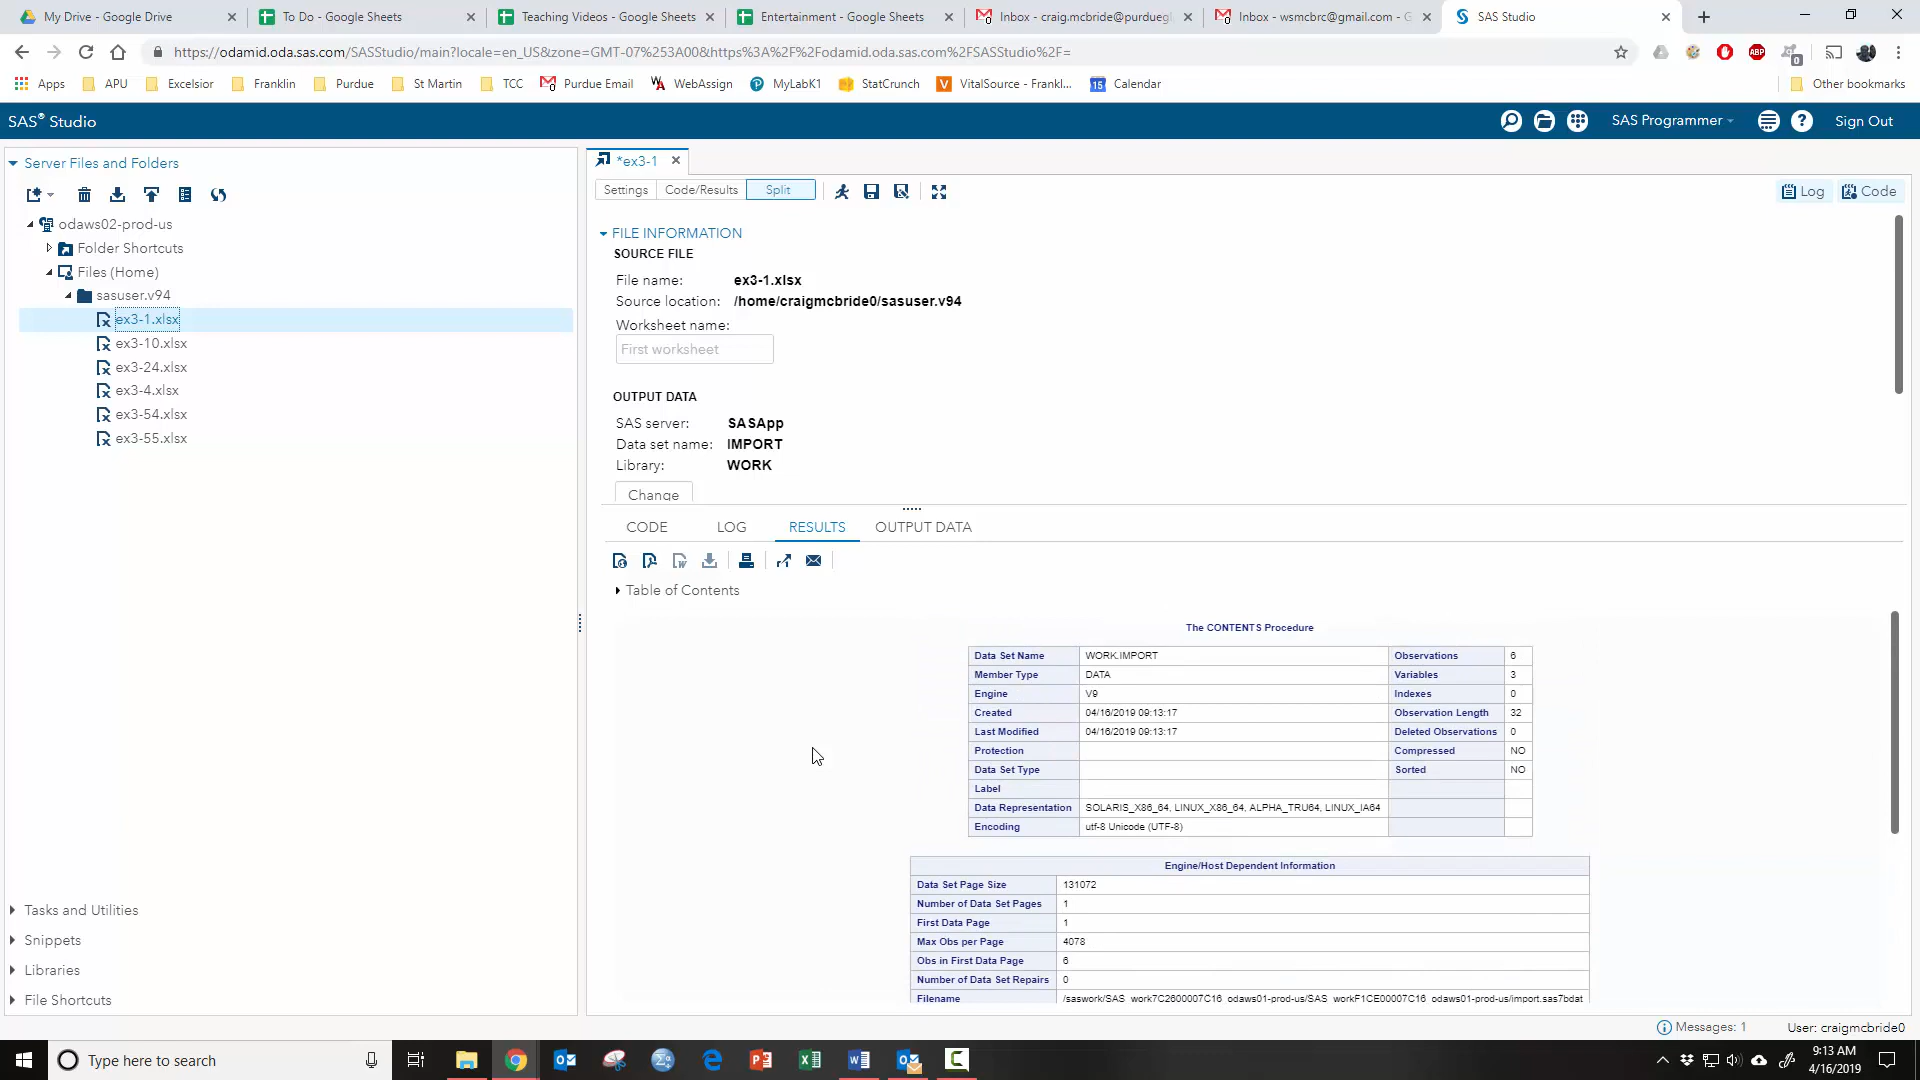 My Drive - Google Drive
To Do - Google Sheets
Teaching Videos - Google Sheets
Entertainment - Google Sheets
Inbox - craig.mcbride@purduegl
Inbox - wsmcbrc@gmail.com - G
SAS Studio
https://odamid.oda.sas.com/SASStudio/main?locale=en_US&zone=GMT-07%253A00&https%3A%2F%2Fodamid.oda.sas.com%2FSASStudio%2F=
ABP
0
Apps APU Excelsior Franklin Purdue St Martin TCC Purdue Email WebAssign MyLabK1 StatCrunch VitalSource - Frankl... 15 Calendar Other bookmarks
SAS® Studio
SAS Programmer
Sign Out
Server Files and Folders
odaws02-prod-us
Folder Shortcuts
Files (Home)
sasuser.v94
ex3-1.xlsx
ex3-10.xlsx
ex3-24.xlsx
ex3-4.xlsx
ex3-54.xlsx
ex3-55.xlsx
Tasks and Utilities
Snippets
Libraries
File Shortcuts
*ex3-1
Settings Code/Results Split
Log Code
FILE INFORMATION
SOURCE FILE
File name: ex3-1.xlsx
Source location: /home/craigmcbride0/sasuser.v94
Worksheet name:
First worksheet
OUTPUT DATA
SAS server: SASApp
Data set name: IMPORT
Library: WORK
Change
CODE LOG RESULTS OUTPUT DATA
Table of Contents
The CONTENTS Procedure
Data Set Name WORK.IMPORT Observations 6
Member Type DATA Variables 3
Engine V9 Indexes 0
Created 04/16/2019 09:13:17 Observation Length 32
Last Modified 04/16/2019 09:13:17 Deleted Observations 0
Protection Compressed NO
Data Set Type Sorted NO
Label
Data Representation SOLARIS_X86_64, LINUX_X86_64, ALPHA_TRU64, LINUX_IA64
Encoding utf-8 Unicode (UTF-8)
Engine/Host Dependent Information
Data Set Page Size 131072
Number of Data Set Pages 1
First Data Page 1
Max Obs per Page 4078
Obs in First Data Page 6
Number of Data Set Repairs 0
Filename /saswork/SAS_work7C2600007C16_odaws01-prod-us/SAS_workF1CE00007C16_odaws01-prod-us/import.sas7bdat
Messages: 1
User: craigmcbride0
Type here to search
9:13 AM
4/16/2019